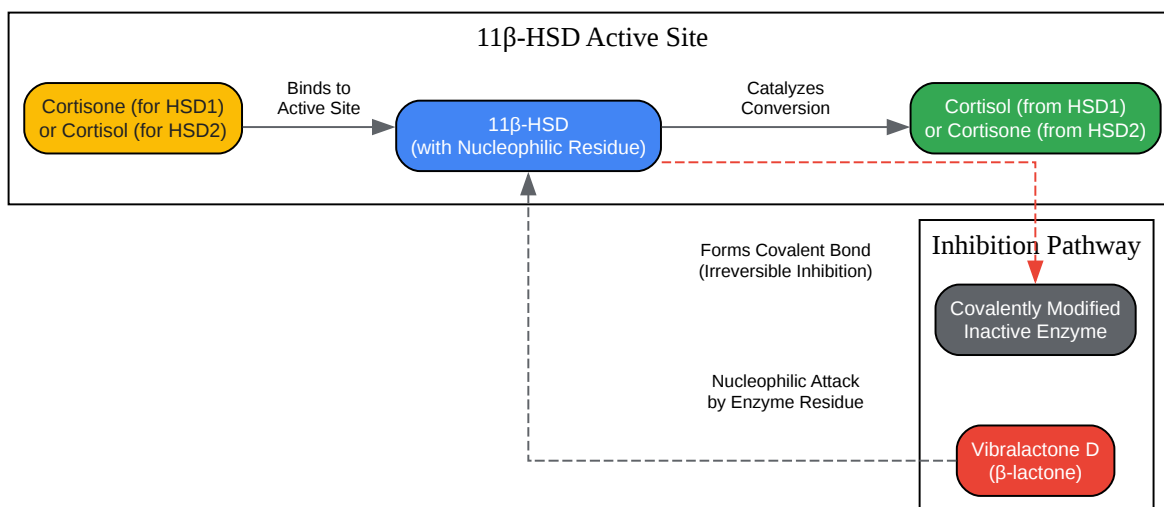 11β-HSD Active Site
Cortisone (for HSD1)
or Cortisol (for HSD2)
Binds to
Active Site
11β-HSD
(with Nucleophilic Residue)
Catalyzes
Conversion
Cortisol (from HSD1)
or Cortisone (from HSD2)
Forms Covalent Bond
(Irreversible Inhibition)
Inhibition Pathway
Covalently Modified
Inactive Enzyme
Nucleophilic Attack
by Enzyme Residue
Vibralactone D
(β-lactone)